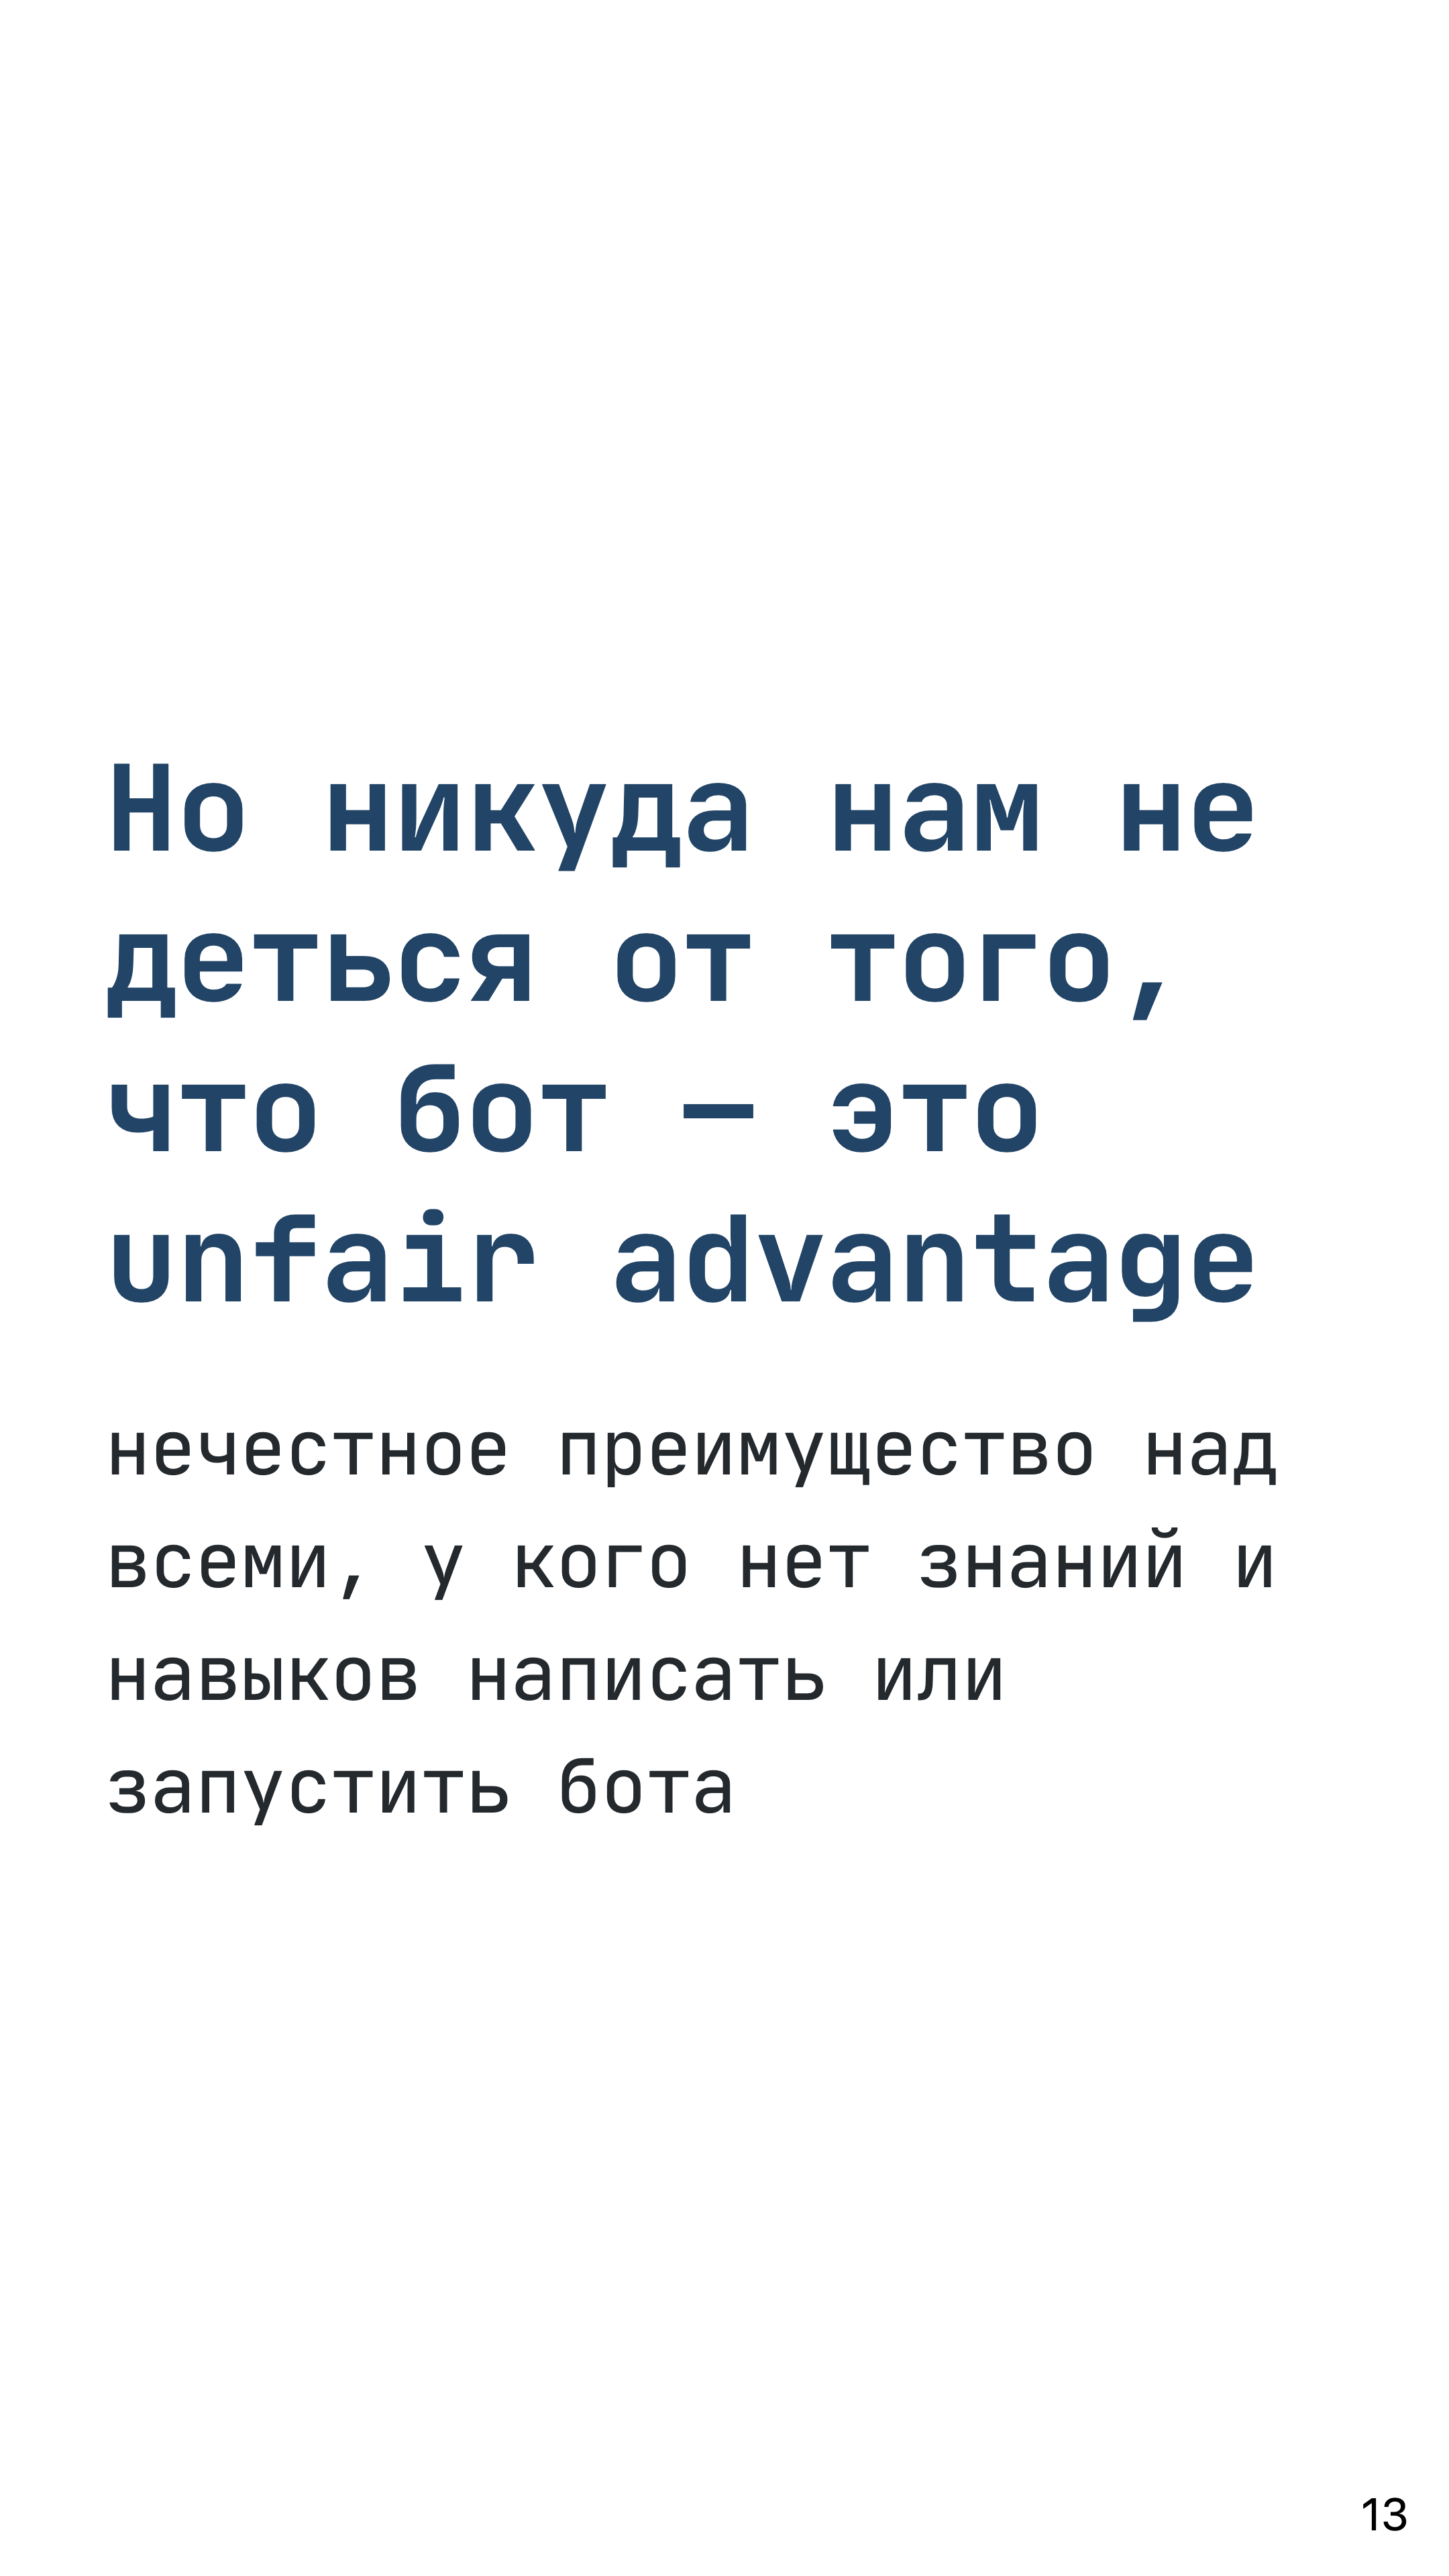 Но никуда нам не
деться от того,
что бот — это
unfair advantage
нечестное преимущество над
всеми, у кого нет знаний и
навыков написать или
запустить бота
13